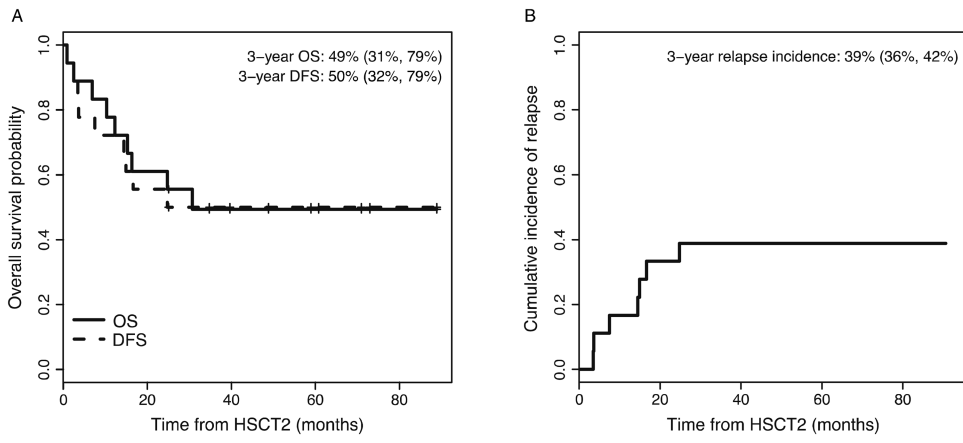 A
3−year OS: 49% (31%, 79%)
3−year DFS: 50% (32%, 79%)
Overall survival probability
1.0
0.8
0.6
0.4
0.2
0.0
OS
DFS
0 20 40 60 80
Time from HSCT2 (months)
B
3−year relapse incidence: 39% (36%, 42%)
Cumulative incidence of relapse
1.0
0.8
0.6
0.4
0.2
0.0
0 20 40 60 80
Time from HSCT2 (months)